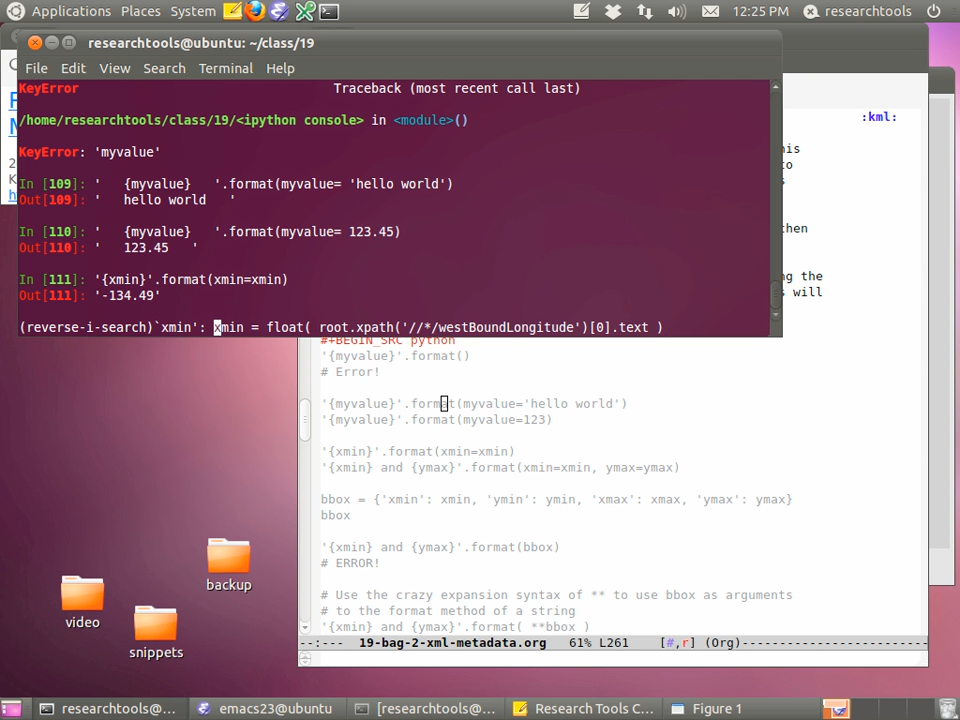 Applications Places System 12:25 PM researchtools
researchtools@ubuntu: ~/class/19
File Edit View Search Terminal Help
KeyError Traceback (most recent call last)
/home/researchtools/class/19/<ipython console> in <module>()
KeyError: 'myvalue'
In [109]: '   {myvalue}   '.format(myvalue= 'hello world')
Out[109]: '   hello world   '
In [110]: '   {myvalue}   '.format(myvalue= 123.45)
Out[110]: '   123.45   '
In [111]: '{xmin}'.format(xmin=xmin)
Out[111]: '-134.49'
(reverse-i-search)`xmin': xmin = float( root.xpath('//*/westBoundLongitude')[0].text )
:kml:
his
to
s
hen
g the
s will
#+BEGIN_SRC python
'{myvalue}'.format()
# Error!
'{myvalue}'.format(myvalue='hello world')
'{myvalue}'.format(myvalue=123)
'{xmin}'.format(xmin=xmin)
'{xmin} and {ymax}'.format(xmin=xmin, ymax=ymax)
bbox = {'xmin': xmin, 'ymin': ymin, 'xmax': xmax, 'ymax': ymax}
bbox
'{xmin} and {ymax}'.format(bbox)
# ERROR!
# Use the crazy expansion syntax of ** to use bbox as arguments
# to the format method of a string
'{xmin} and {ymax}'.format( **bbox )
--:--- 19-bag-2-xml-metadata.org 61% L261 [#,r] (Org)------------------------
backup
video
snippets
researchtools@... emacs23@ubuntu [researchtools@... Research Tools C... Figure 1